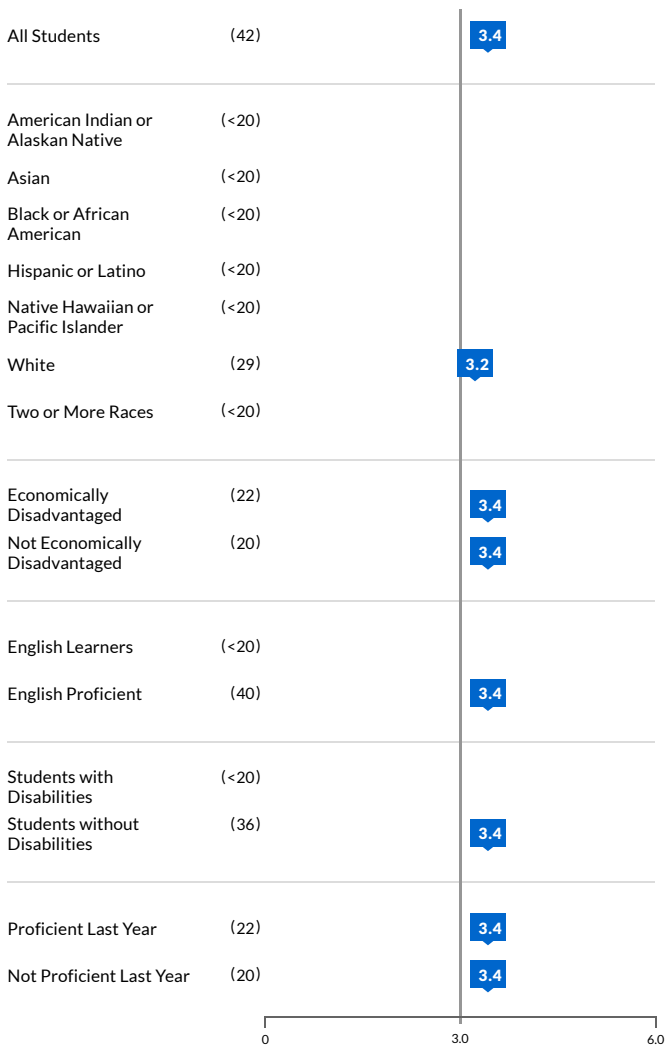 All Students (42) 3.4
American Indian or (<20)
Alaskan Native
Asian (<20)
Black or African (<20)
American
Hispanic or Latino (<20)
Native Hawaiian or (<20)
Pacific Islander
White (29) 3.2
Two or More Races (<20)
Economically (22) 3.4
Disadvantaged
Not Economically (20) 3.4
Disadvantaged
English Learners (<20)
English Proficient (40) 3.4
Students with (<20)
Disabilities
Students without (36) 3.4
Disabilities
Proficient Last Year (22) 3.4
Not Proficient Last Year (20) 3.4
0 3.0 6.0